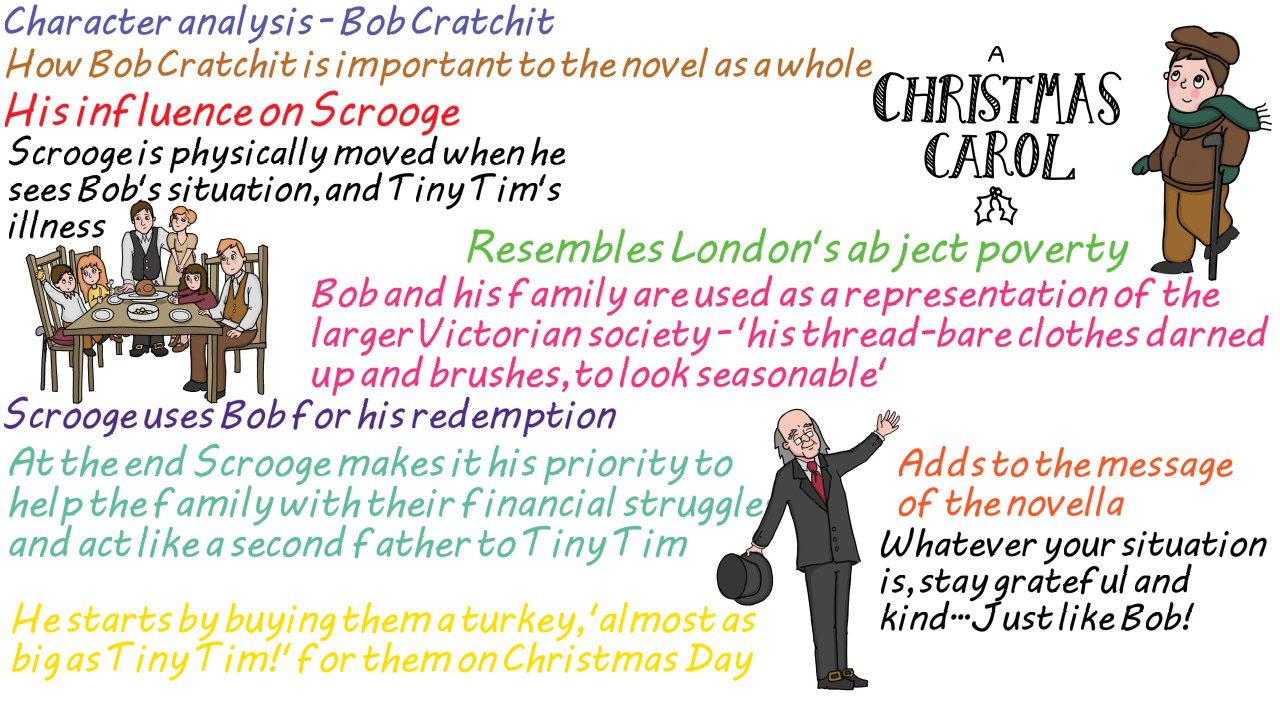 Character analysis - Bob Cratchit
How Bob Cratchit is important to the novel as a whole
A
CHRISTMAS
CAROL
His influence on Scrooge
Scrooge is physically moved when he
sees Bob's situation, and Tiny Tim's
illness
Resembles London's abject poverty
Bob and his family are used as a representation of the
larger Victorian society - 'his thread-bare clothes darned
up and brushes, to look seasonable'
Scrooge uses Bob for his redemption
At the end Scrooge makes it his priority to
help the family with their financial struggle
and act like a second father to Tiny Tim
He starts by buying them a turkey, 'almost as
big as Tiny Tim!' for them on Christmas Day
Adds to the message
of the novella
Whatever your situation
is, stay grateful and
kind...Just like Bob!